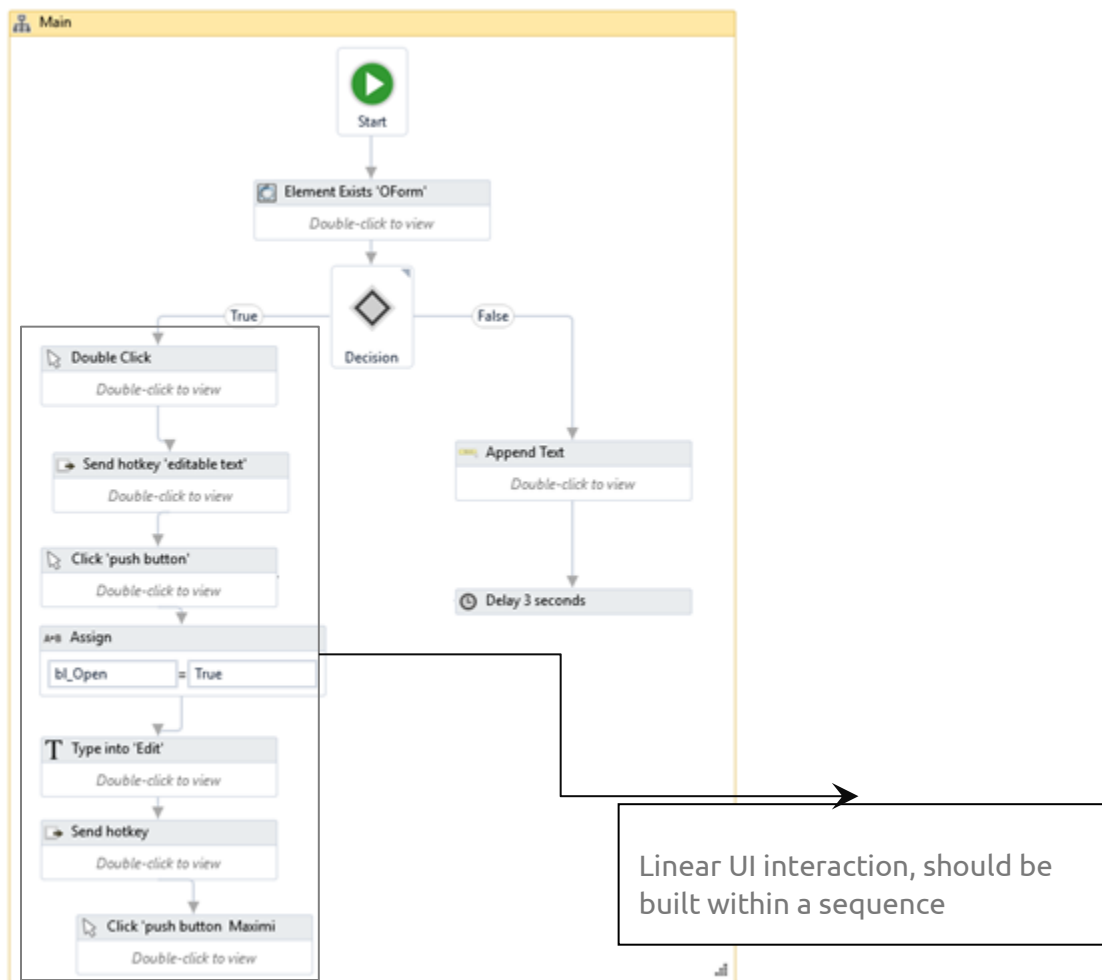 Main
Start
Element Exists 'OForm'
Double-click to view
True
False
Decision
Double Click
Double-click to view
Send hotkey 'editable text'
Double-click to view
Click 'push button'
Double-click to view
A+B Assign
bl_Open = True
Type into 'Edit'
Double-click to view
Send hotkey
Double-click to view
Click 'push button Maximi
Double-click to view
Append Text
Double-click to view
Delay 3 seconds
Linear UI interaction, should be
built within a sequence